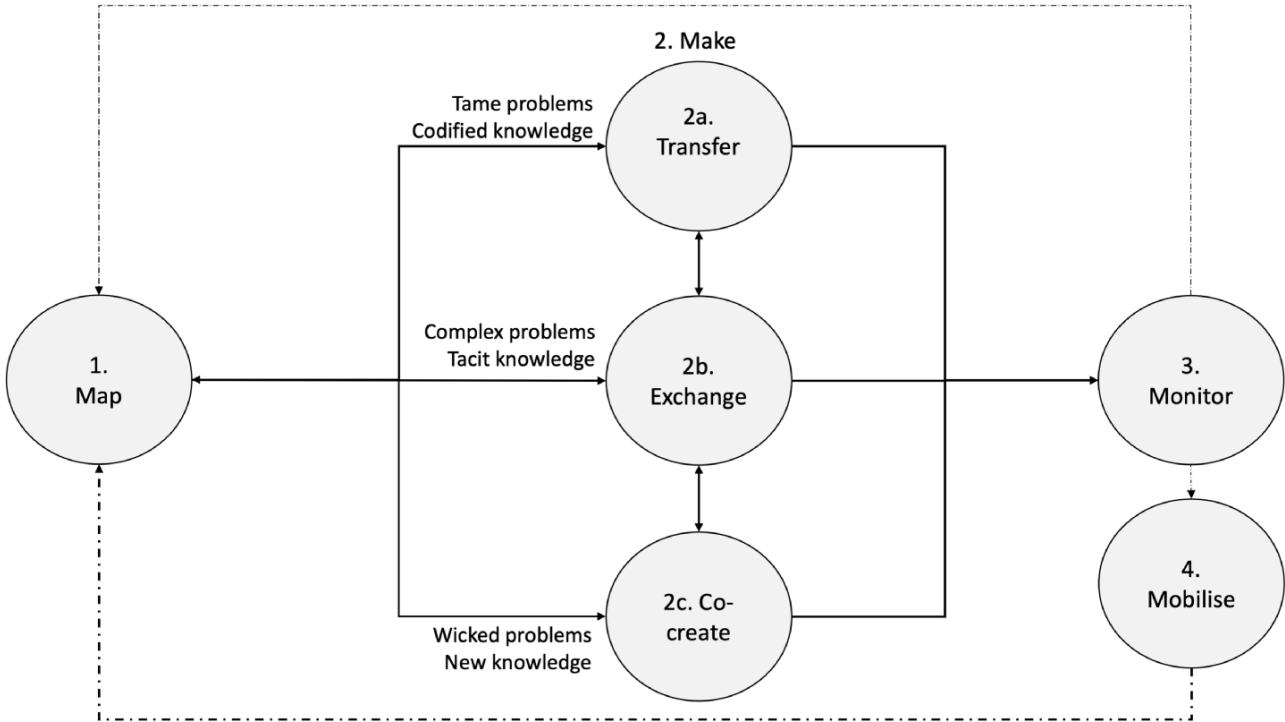 2. Make
Tame problems
Codified knowledge
2a.
Transfer
1.
Map
Complex problems
Tacit knowledge
2b.
Exchange
3.
Monitor
Wicked problems
New knowledge
2c. Co-
create
4.
Mobilise